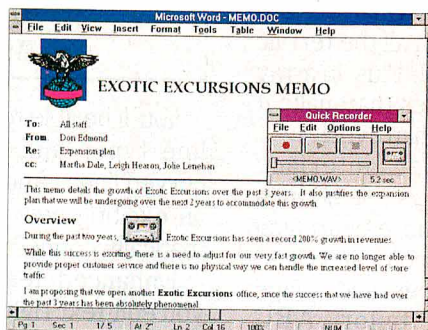 Microsoft Word - MEMO.DOC
File Edit View Insert Format Tools Table Window Help
EXOTIC EXCURSIONS MEMO
To: All staff
From Don Edmond
Re: Expansion plan
cc: Martha Dale, Leigh Hearon, Jolie Lenehan
Quick Recorder
File Edit Options Help
<MEMO.WAV> 5.2 sec
This memo details the growth of Exotic Excursions over the past 3 years. It also justifies the expansion
plan that we will be undergoing over the next 2 years to accommodate this growth
Overview
During the past two years, Exotic Excursions has seen a record 200% growth in revenues.
While this success is exciting, there is a need to adjust for our very fast growth. We are no longer able to
provide proper customer service and there is no physical way we can handle the increased level of store
traffic
I am proposing that we open another Exotic Excursions office, since the success that we have had over
the past 3 years has been absolutely phenomenal
Pg 1 Sec 1 1/5 At 2" Ln 2 Col 16 100% NUM